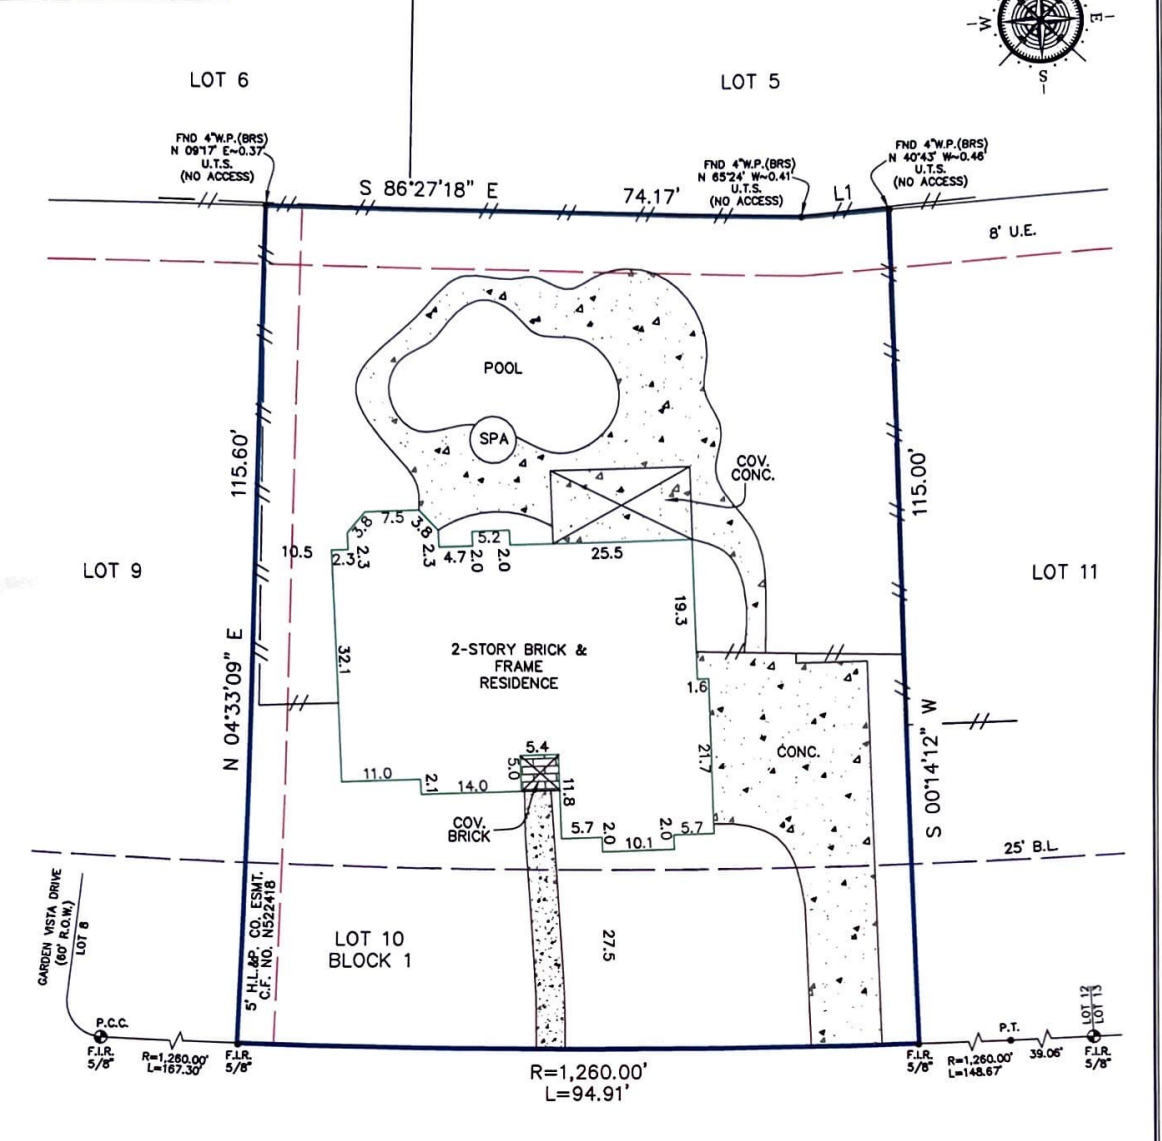 W
E
S
LOT 6
LOT 5
FND 4"W.P.(BRS)
N 09°17' E~0.37'
U.T.S.
(NO ACCESS)
FND 4"W.P.(BRS)
N 65°24' W~0.41'
U.T.S.
(NO ACCESS)
FND 4"W.P.(BRS)
N 40°43' W~0.46'
U.T.S.
(NO ACCESS)
S 86°27'18" E
74.17'
L1
8' U.E.
POOL
SPA
COV.
CONC.
115.60'
115.00'
LOT 9
LOT 11
10.5
2.3
2.3
3.8
7.5
3.8
2.3
4.7
2.0
5.2
2.0
25.5
19.3
32.1
2-STORY BRICK &
FRAME
RESIDENCE
1.6
21.7
CONC.
N 04°33'09" E
S 00°14'12" W
11.0
2.1
14.0
5.0
5.4
11.8
COV.
BRICK
5.7
2.0
10.1
2.0
5.7
25' B.L
GARDEN VISTA DRIVE
(60' R.O.W.)
LOT 8
5' H.L.&P. CO. ESMT.
C.F. NO. N522418
LOT 10
BLOCK 1
27.5
LOT 12
LOT 13
P.C.C.
F.I.R.
5/8"
R=1,260.00'
L=167.30'
F.I.R.
5/8"
R=1,260.00'
L=94.91'
F.I.R.
5/8"
R=1,260.00'
L=148.67'
P.T.
39.06'
F.I.R.
5/8"